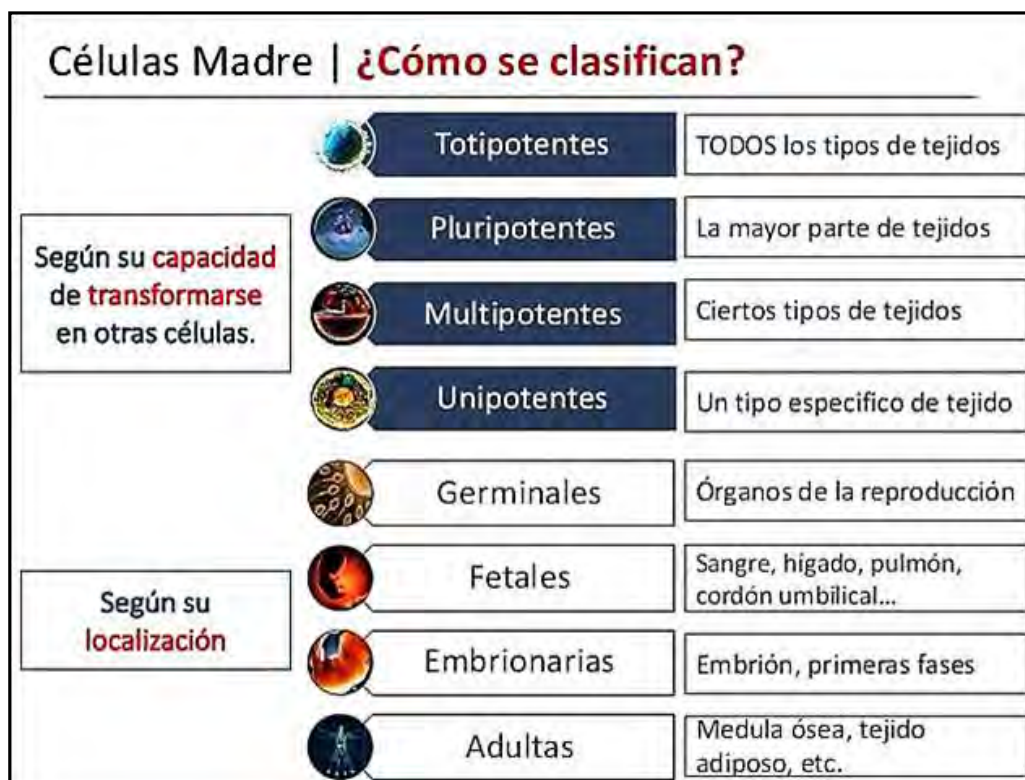 Células Madre | ¿Cómo se clasifican?
Según su capacidad
de transformarse
en otras células.
Totipotentes
TODOS los tipos de tejidos
Pluripotentes
La mayor parte de tejidos
Multipotentes
Ciertos tipos de tejidos
Unipotentes
Un tipo especifico de tejido
Según su
localización
Germinales
Órganos de la reproducción
Fetales
Sangre, hígado, pulmón,
cordón umbilical...
Embrionarias
Embrión, primeras fases
Adultas
Medula ósea, tejido
adiposo, etc.